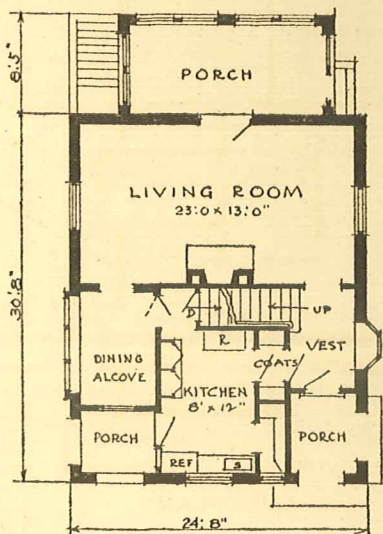 8'.5"
PORCH
LIVING ROOM
23'.0 x 13'.0"
30'.8"
D
UP
R
COATS
VEST
DINING
ALCOVE
KITCHEN
8' x 12"
PORCH
REF
S
PORCH
24'. 8"